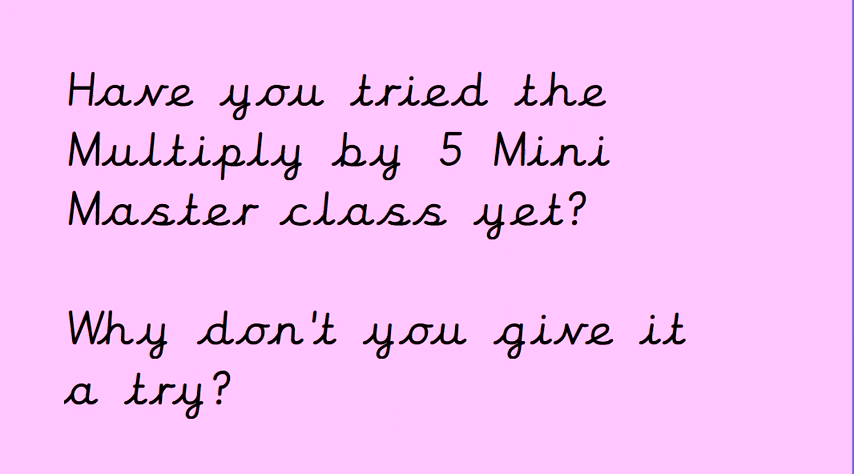 Have you tried the
Multiply by 5 Mini
Master class yet?
Why don't you give it
a try?